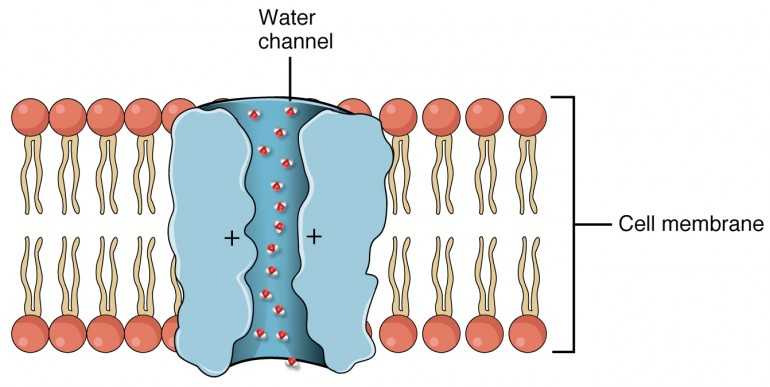 Water
channel
+ +
Cell membrane